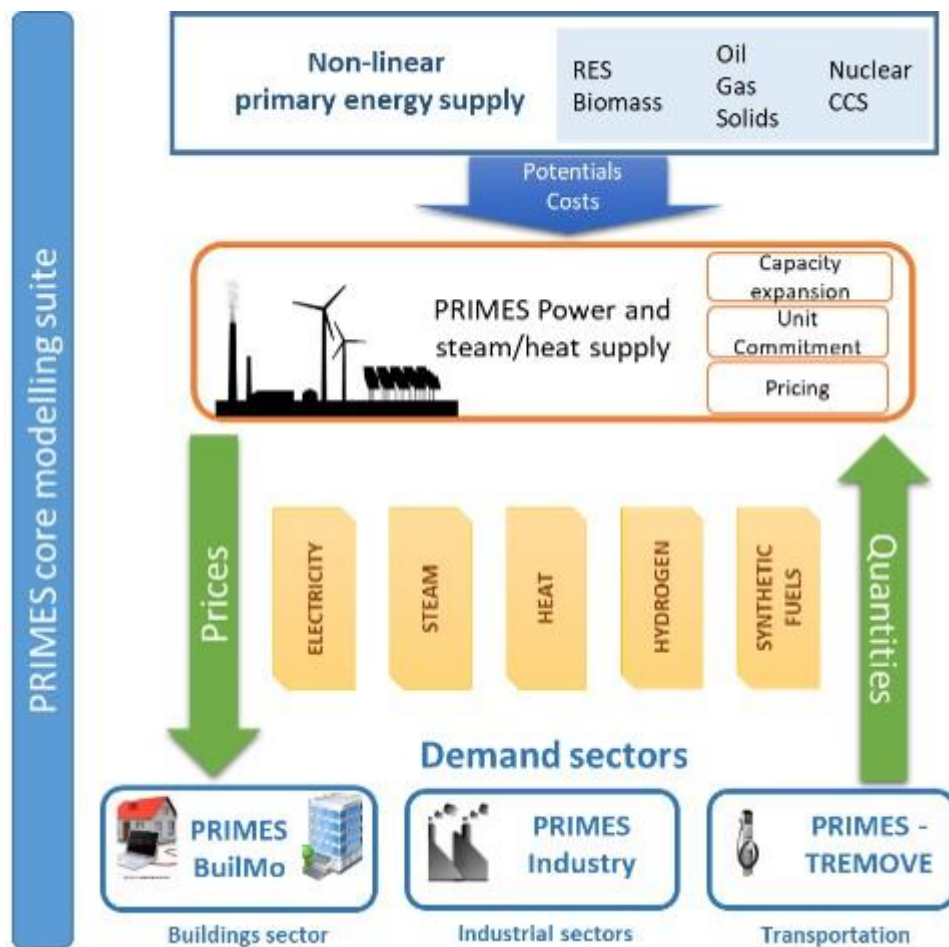 PRIMES core modelling suite
Non-linear
primary energy supply
RES
Biomass
Oil
Gas
Solids
Nuclear
CCS
Potentials
Costs
PRIMES Power and
steam/heat supply
Capacity
expansion
Unit
Commitment
Pricing
Prices
ELECTRICITY
STEAM
HEAT
HYDROGEN
SYNTHETIC
FUELS
Quantities
Demand sectors
PRIMES
BuilMo
PRIMES
Industry
PRIMES -
TREMOVE
Buildings sector
Industrial sectors
Transportation